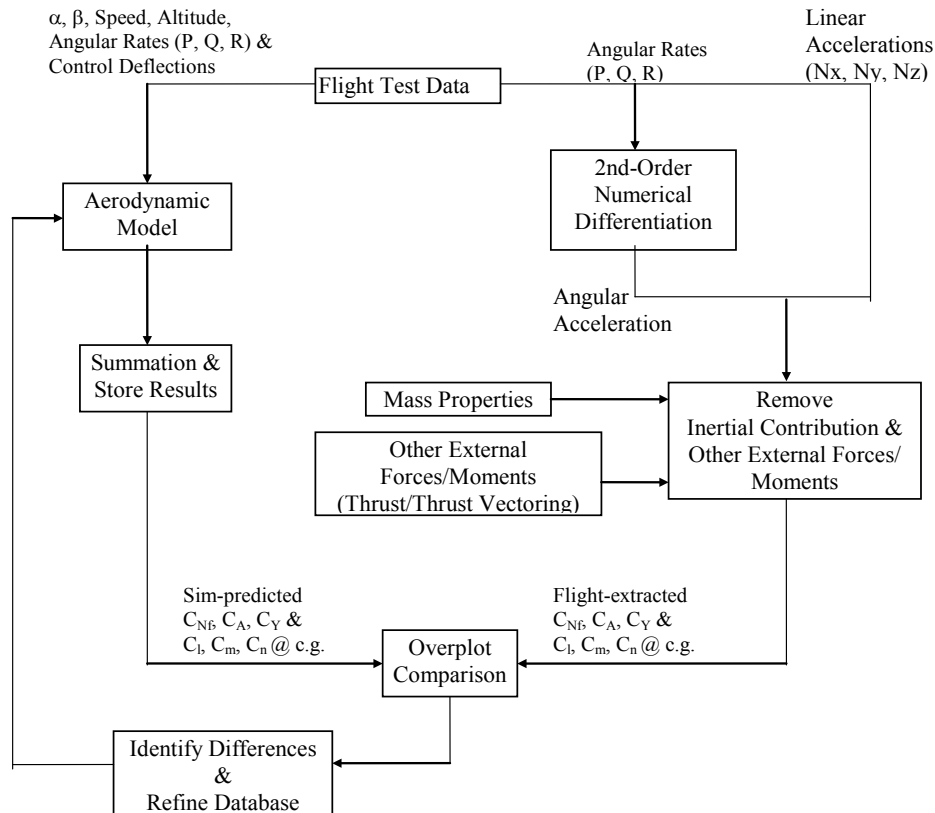 α, β, Speed, Altitude,
Angular Rates (P, Q, R) &
Control Deflections
Flight Test Data
Angular Rates
(P, Q, R)
Linear
Accelerations
(Nx, Ny, Nz)
Aerodynamic
Model
2nd-Order
Numerical
Differentiation
Angular
Acceleration
Summation &
Store Results
Mass Properties
Other External
Forces/Moments
(Thrust/Thrust Vectoring)
Remove
Inertial Contribution &
Other External Forces/
Moments
Sim-predicted
C_Nf, C_A, C_Y &
C_l, C_m, C_n @ c.g.
Flight-extracted
C_Nf, C_A, C_Y &
C_l, C_m, C_n @ c.g.
Overplot
Comparison
Identify Differences
&
Refine Database